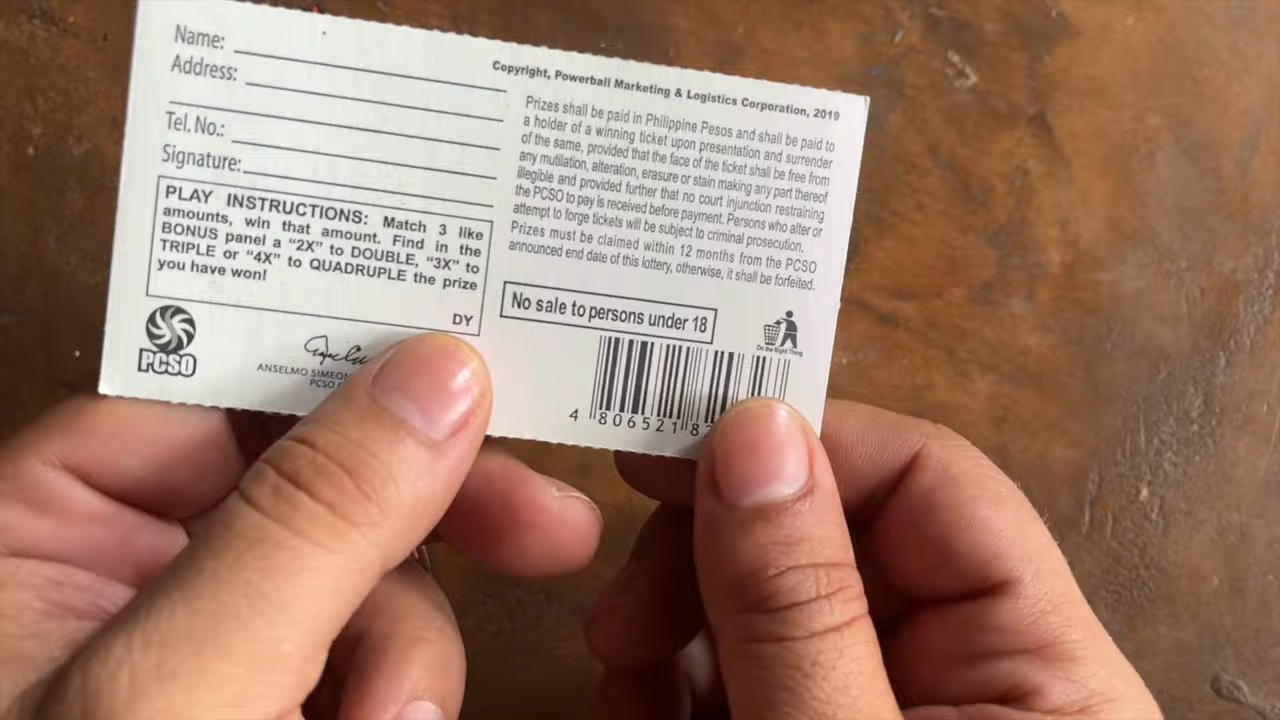 Name:
Address:
Tel. No.:
Signature:
PLAY INSTRUCTIONS: Match 3 like
amounts, win that amount. Find in the
BONUS panel a “2X” to DOUBLE, “3X” to
TRIPLE or “4X” to QUADRUPLE the prize
you have won!
DY
PCSO
ANSELMO SIMEON
PCSO
Copyright, Powerball Marketing & Logistics Corporation, 2019
Prizes shall be paid in Philippine Pesos and shall be paid to
a holder of a winning ticket upon presentation and surrender
of the same, provided that the face of the ticket shall be free from
any mutilation, alteration, erasure or stain making any part thereof
illegible and provided further that no court injunction restraining
the PCSO to pay is received before payment. Persons who alter or
attempt to forge tickets will be subject to criminal prosecution.
Prizes must be claimed within 12 months from the PCSO
announced end date of this lottery, otherwise, it shall be forfeited.
No sale to persons under 18
Do the Right Thing
4 806521 8